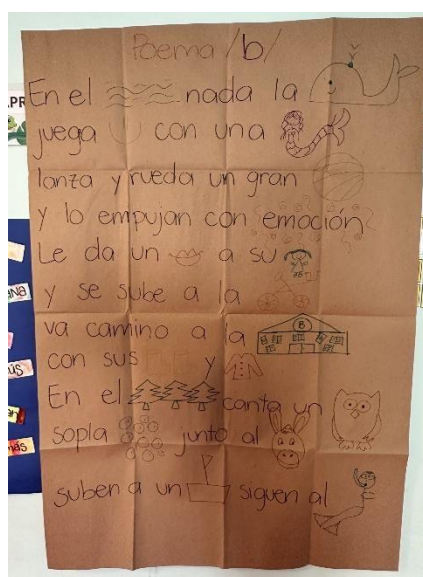 Poema /b/
En el nada la
juega con una
lanza y rueda un gran
y lo empujan con emoción
Le da un a su
y se sube a la
va camino a la B
con sus y
En el canta un
sopla junto al
suben a un siguen al